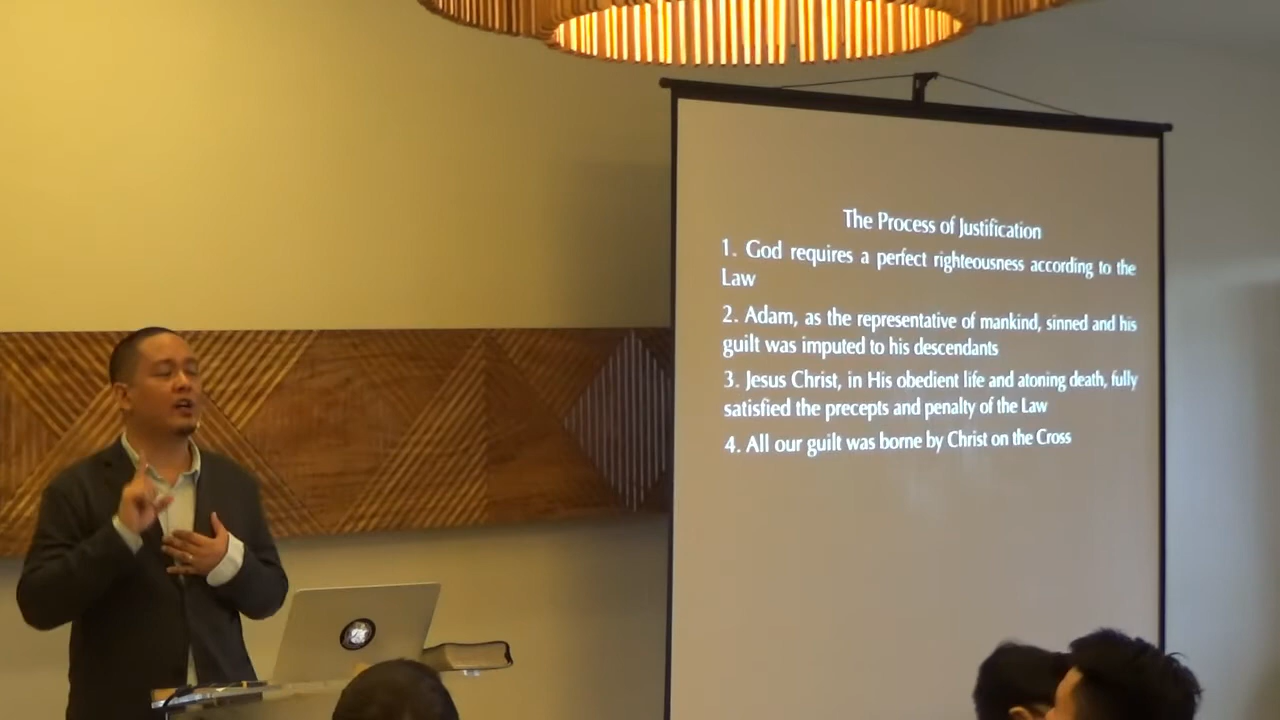 The Process of Justification
1. God requires a perfect righteousness according to the
Law
2. Adam, as the representative of mankind, sinned and his
guilt was imputed to his descendants
3. Jesus Christ, in His obedient life and atoning death, fully
satisfied the precepts and penalty of the Law
4. All our guilt was borne by Christ on the Cross